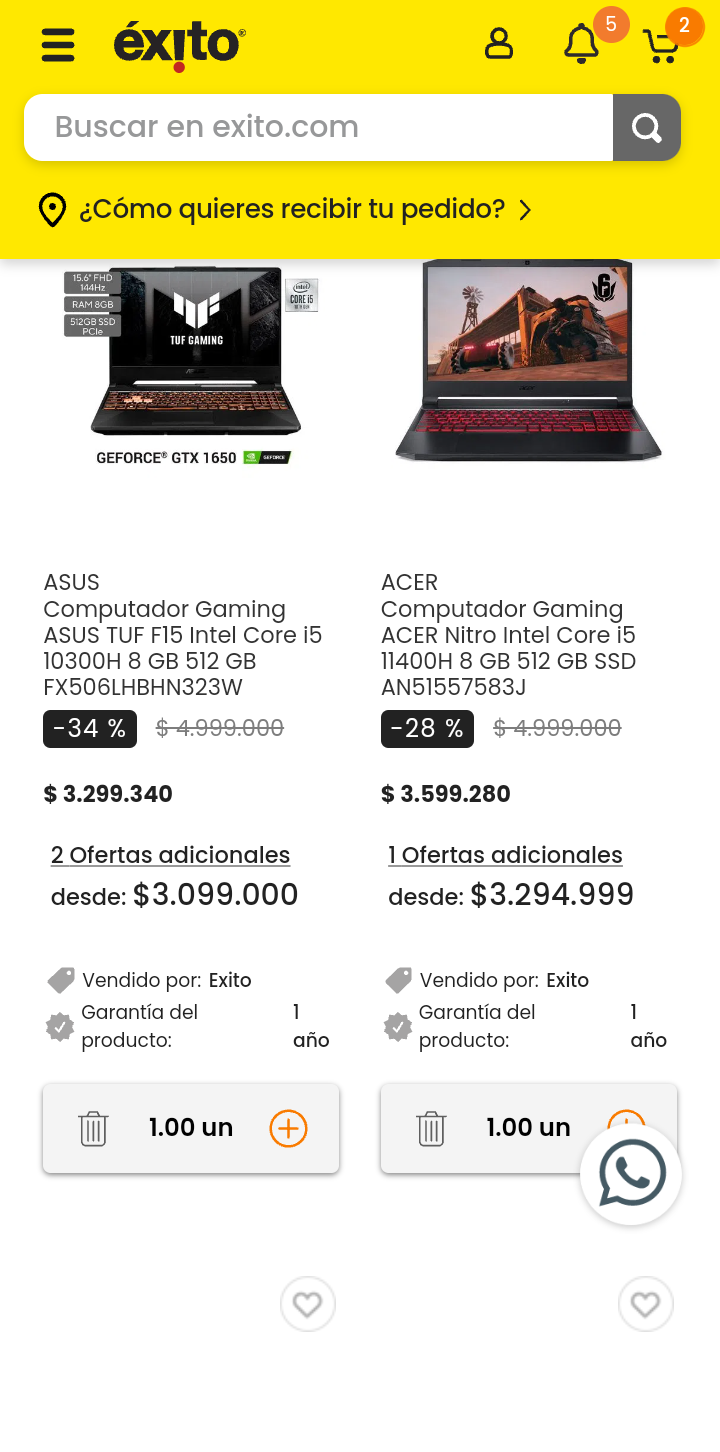 éxito®
5
2
Buscar en exito.com
¿Cómo quieres recibir tu pedido?
15.6" FHD
144Hz
RAM 8GB
512GB SSD
PCIe
TUF GAMING
intel
CORE i5
GEFORCE® GTX 1650
GEFORCE
ASUS
Computador Gaming
ASUS TUF F15 Intel Core i5
10300H 8 GB 512 GB
FX506LHBHN323W
-34 % $ 4.999.000
$ 3.299.340
2 Ofertas adicionales
desde: $3.099.000
Vendido por: Exito
Garantía del producto: 1 año
1.00 un
ACER
Computador Gaming
ACER Nitro Intel Core i5
11400H 8 GB 512 GB SSD
AN51557583J
-28 % $ 4.999.000
$ 3.599.280
1 Ofertas adicionales
desde: $3.294.999
Vendido por: Exito
Garantía del producto: 1 año
1.00 un